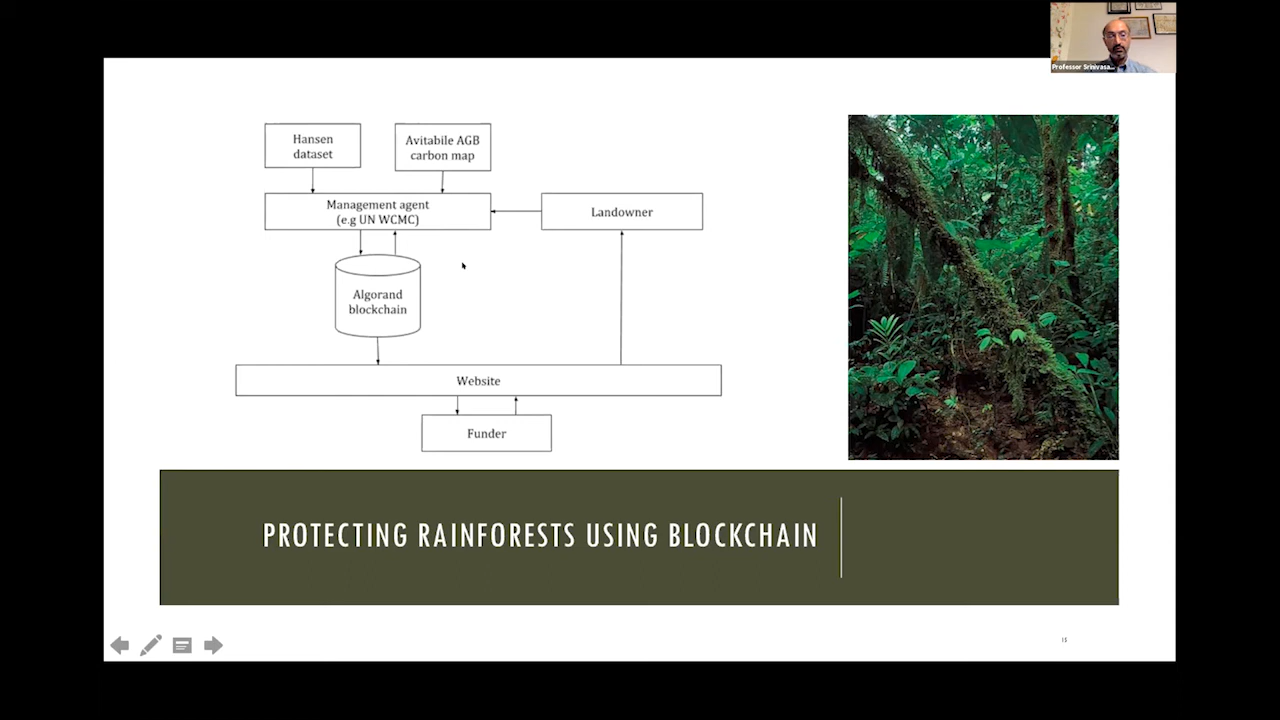 Professor Srinivasa...
Hansen
dataset
Avitabile AGB
carbon map
Management agent
(e.g UN WCMC)
Landowner
Algorand
blockchain
Website
Funder
PROTECTING RAINFORESTS USING BLOCKCHAIN
15